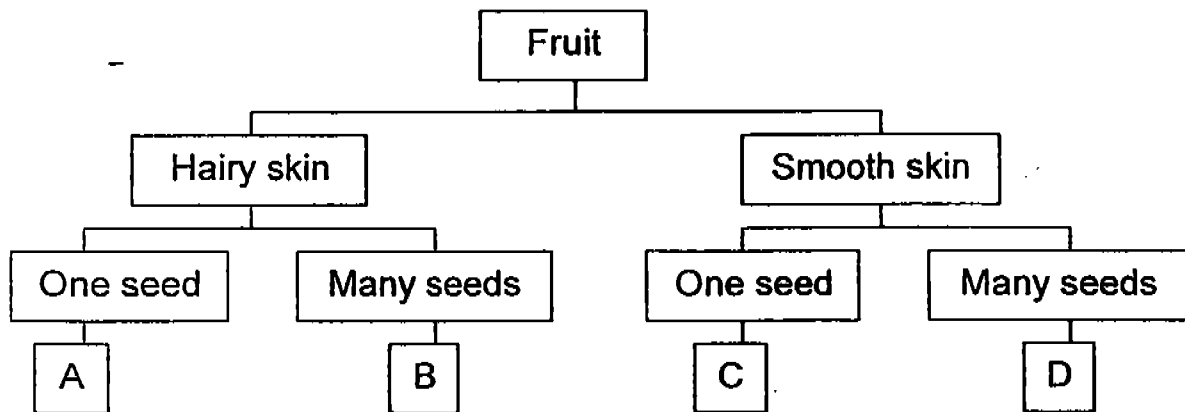 Fruit
Hairy skin
Smooth skin
One seed
Many seeds
One seed
Many seeds
A
B
C
D